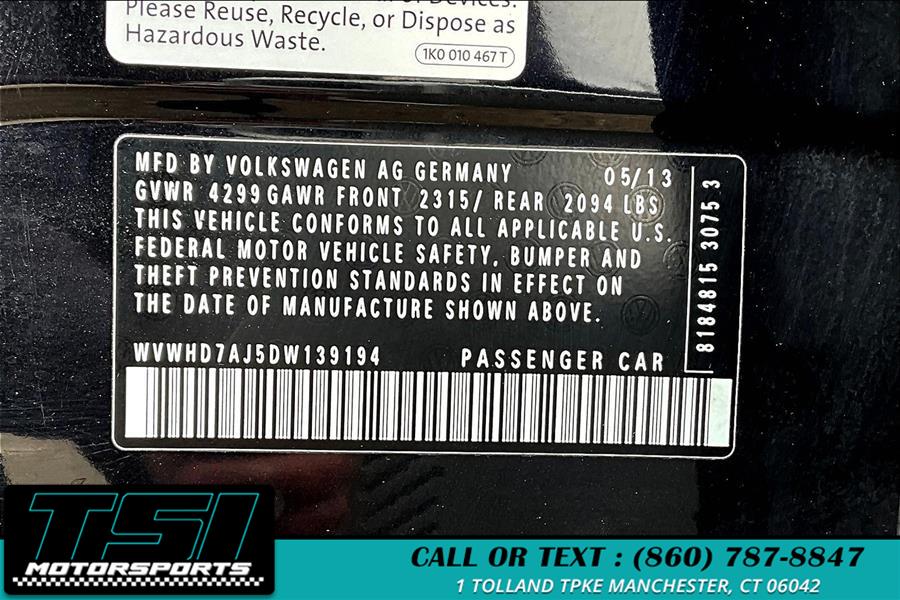 of Devices.
Please Reuse, Recycle, or Dispose as
Hazardous Waste.
1K0 010 467 T
MFD BY VOLKSWAGEN AG GERMANY 05/13
GVWR 4299 GAWR FRONT 2315/ REAR 2094 LBS
THIS VEHICLE CONFORMS TO ALL APPLICABLE U.S.
FEDERAL MOTOR VEHICLE SAFETY, BUMPER AND
THEFT PREVENTION STANDARDS IN EFFECT ON
THE DATE OF MANUFACTURE SHOWN ABOVE.
WVWHD7AJ5DW139194 PASSENGER CAR
8184815 3075 3
TSI
MOTORSPORTS
CALL OR TEXT : (860) 787-8847
1 TOLLAND TPKE MANCHESTER, CT 06042